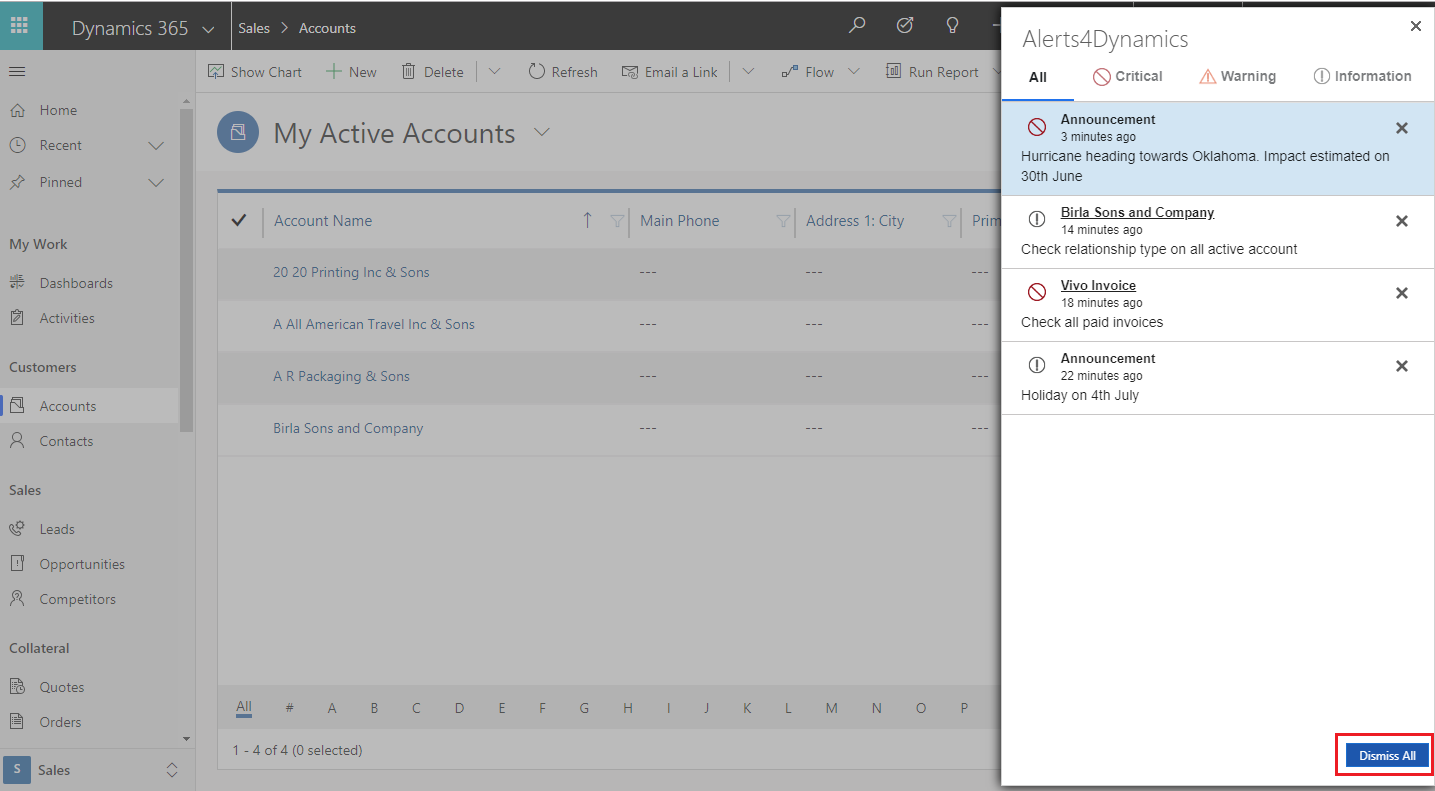 Dynamics 365 Sales > Accounts
Show Chart New Delete Refresh Email a Link Flow Run Report
Home
Recent
Pinned
My Work
Dashboards
Activities
Customers
Accounts
Contacts
Sales
Leads
Opportunities
Competitors
Collateral
Quotes
Orders
S Sales
My Active Accounts
Account Name Main Phone Address 1: City Prim
20 20 Printing Inc & Sons --- --- ---
A All American Travel Inc & Sons --- --- ---
A R Packaging & Sons --- --- ---
Birla Sons and Company --- --- ---
All # A B C D E F G H I J K L M N O P
1 - 4 of 4 (0 selected)
Alerts4Dynamics
All Critical Warning Information
Announcement
3 minutes ago
Hurricane heading towards Oklahoma. Impact estimated on
30th June
Birla Sons and Company
14 minutes ago
Check relationship type on all active account
Vivo Invoice
18 minutes ago
Check all paid invoices
Announcement
22 minutes ago
Holiday on 4th July
Dismiss All